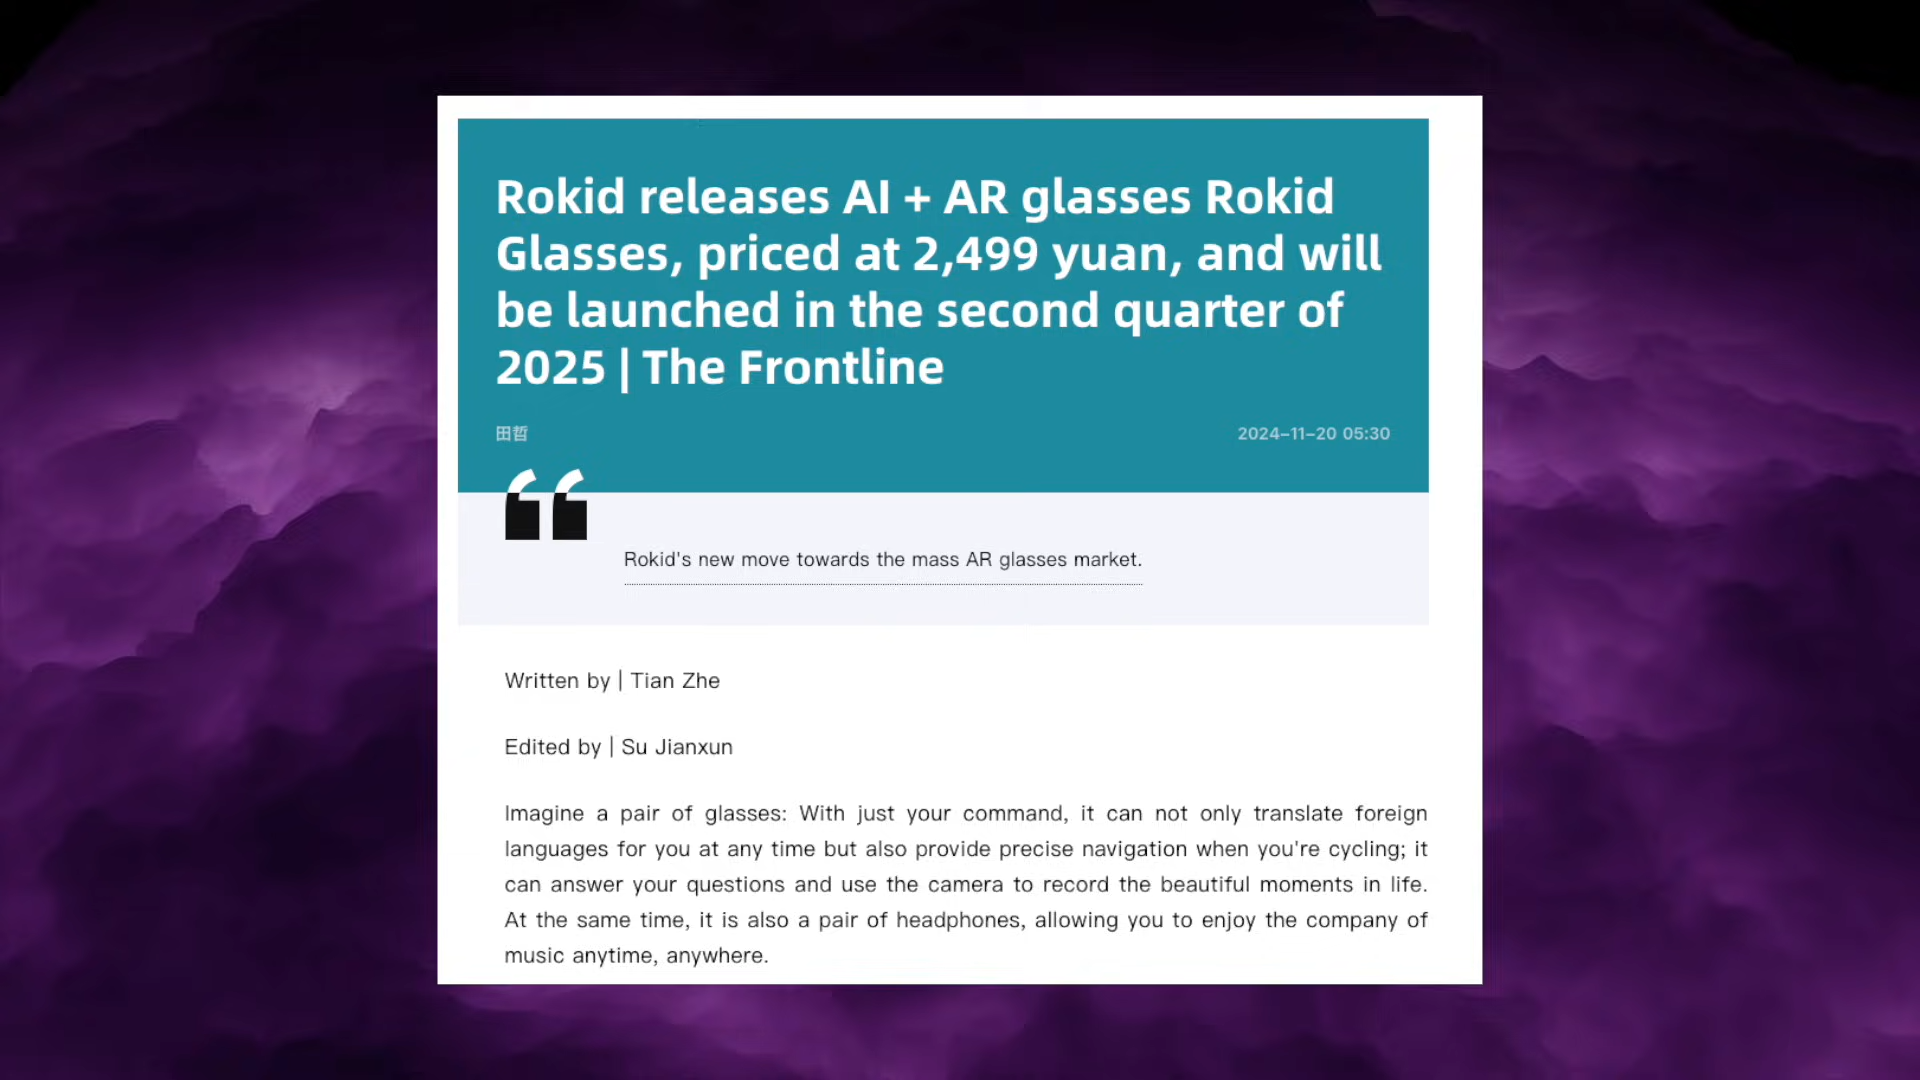 Rokid releases AI + AR glasses Rokid
Glasses, priced at 2,499 yuan, and will
be launched in the second quarter of
2025 | The Frontline
田哲
2024-11-20 05:30
“
Rokid's new move towards the mass AR glasses market.
Written by | Tian Zhe
Edited by | Su Jianxun
Imagine a pair of glasses: With just your command, it can not only translate foreign
languages for you at any time but also provide precise navigation when you're cycling; it
can answer your questions and use the camera to record the beautiful moments in life.
At the same time, it is also a pair of headphones, allowing you to enjoy the company of
music anytime, anywhere.